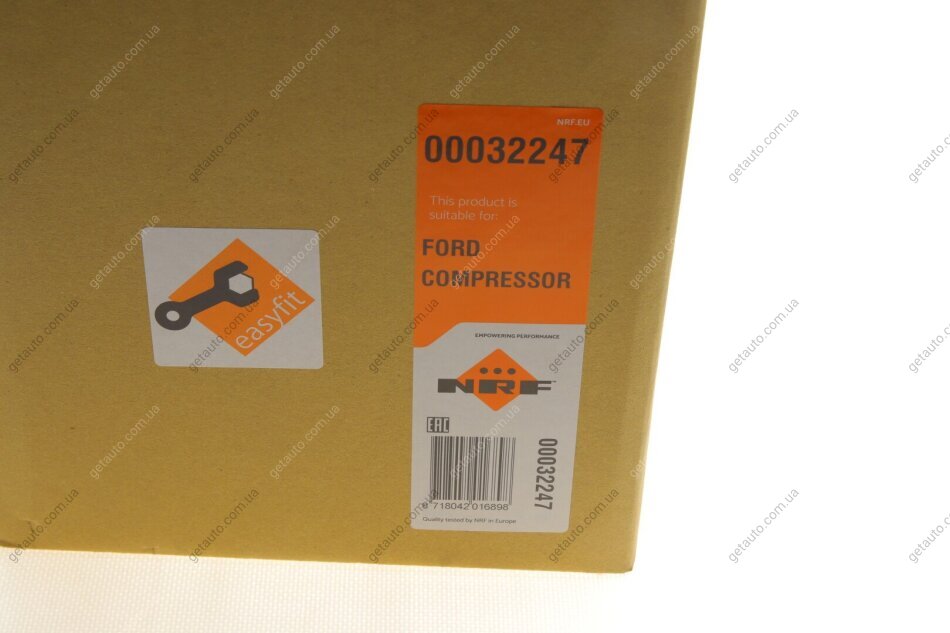 NRF.EU
00032247
This product is
suitable for:
FORD
COMPRESSOR
easyfit
EMPOWERING PERFORMANCE
NRF
EAC
00032247
8 718042 016898
Quality tested by NRF in Europe
getauto.com.ua